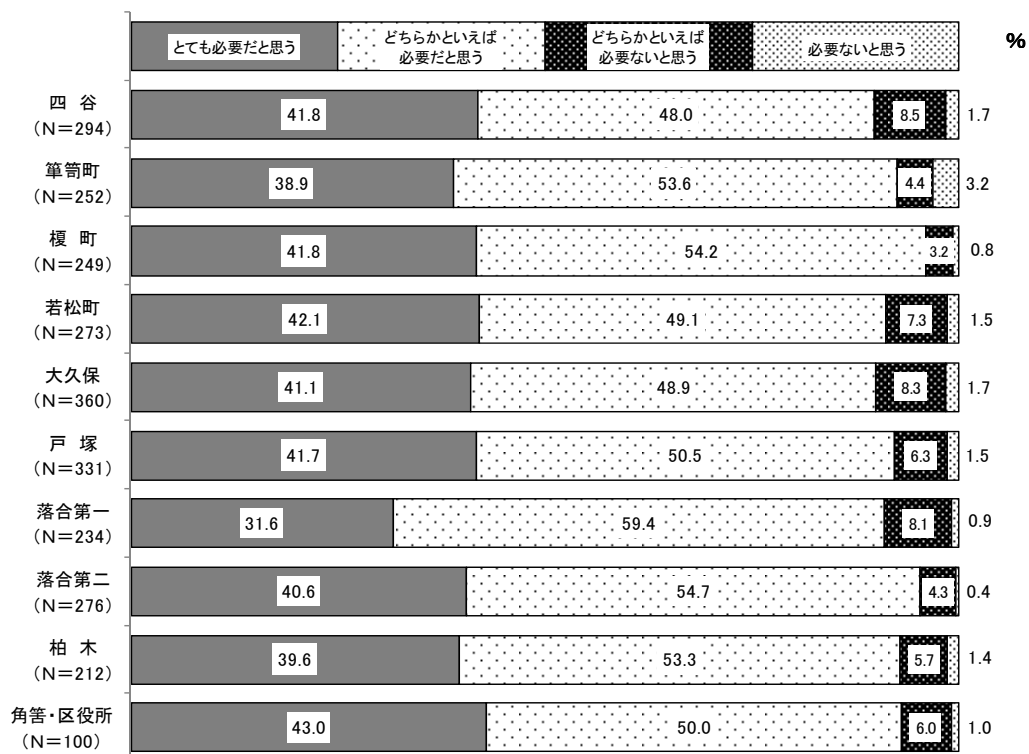 とても必要だと思う
どちらかといえば
必要だと思う
どちらかといえば
必要ないと思う
必要ないと思う
%
四 谷
(N=294)
41.8
48.0
8.5
1.7
箪笥町
(N=252)
38.9
53.6
4.4
3.2
榎 町
(N=249)
41.8
54.2
3.2
0.8
若松町
(N=273)
42.1
49.1
7.3
1.5
大久保
(N=360)
41.1
48.9
8.3
1.7
戸 塚
(N=331)
41.7
50.5
6.3
1.5
落合第一
(N=234)
31.6
59.4
8.1
0.9
落合第二
(N=276)
40.6
54.7
4.3
0.4
柏 木
(N=212)
39.6
53.3
5.7
1.4
角筈・区役所
(N=100)
43.0
50.0
6.0
1.0